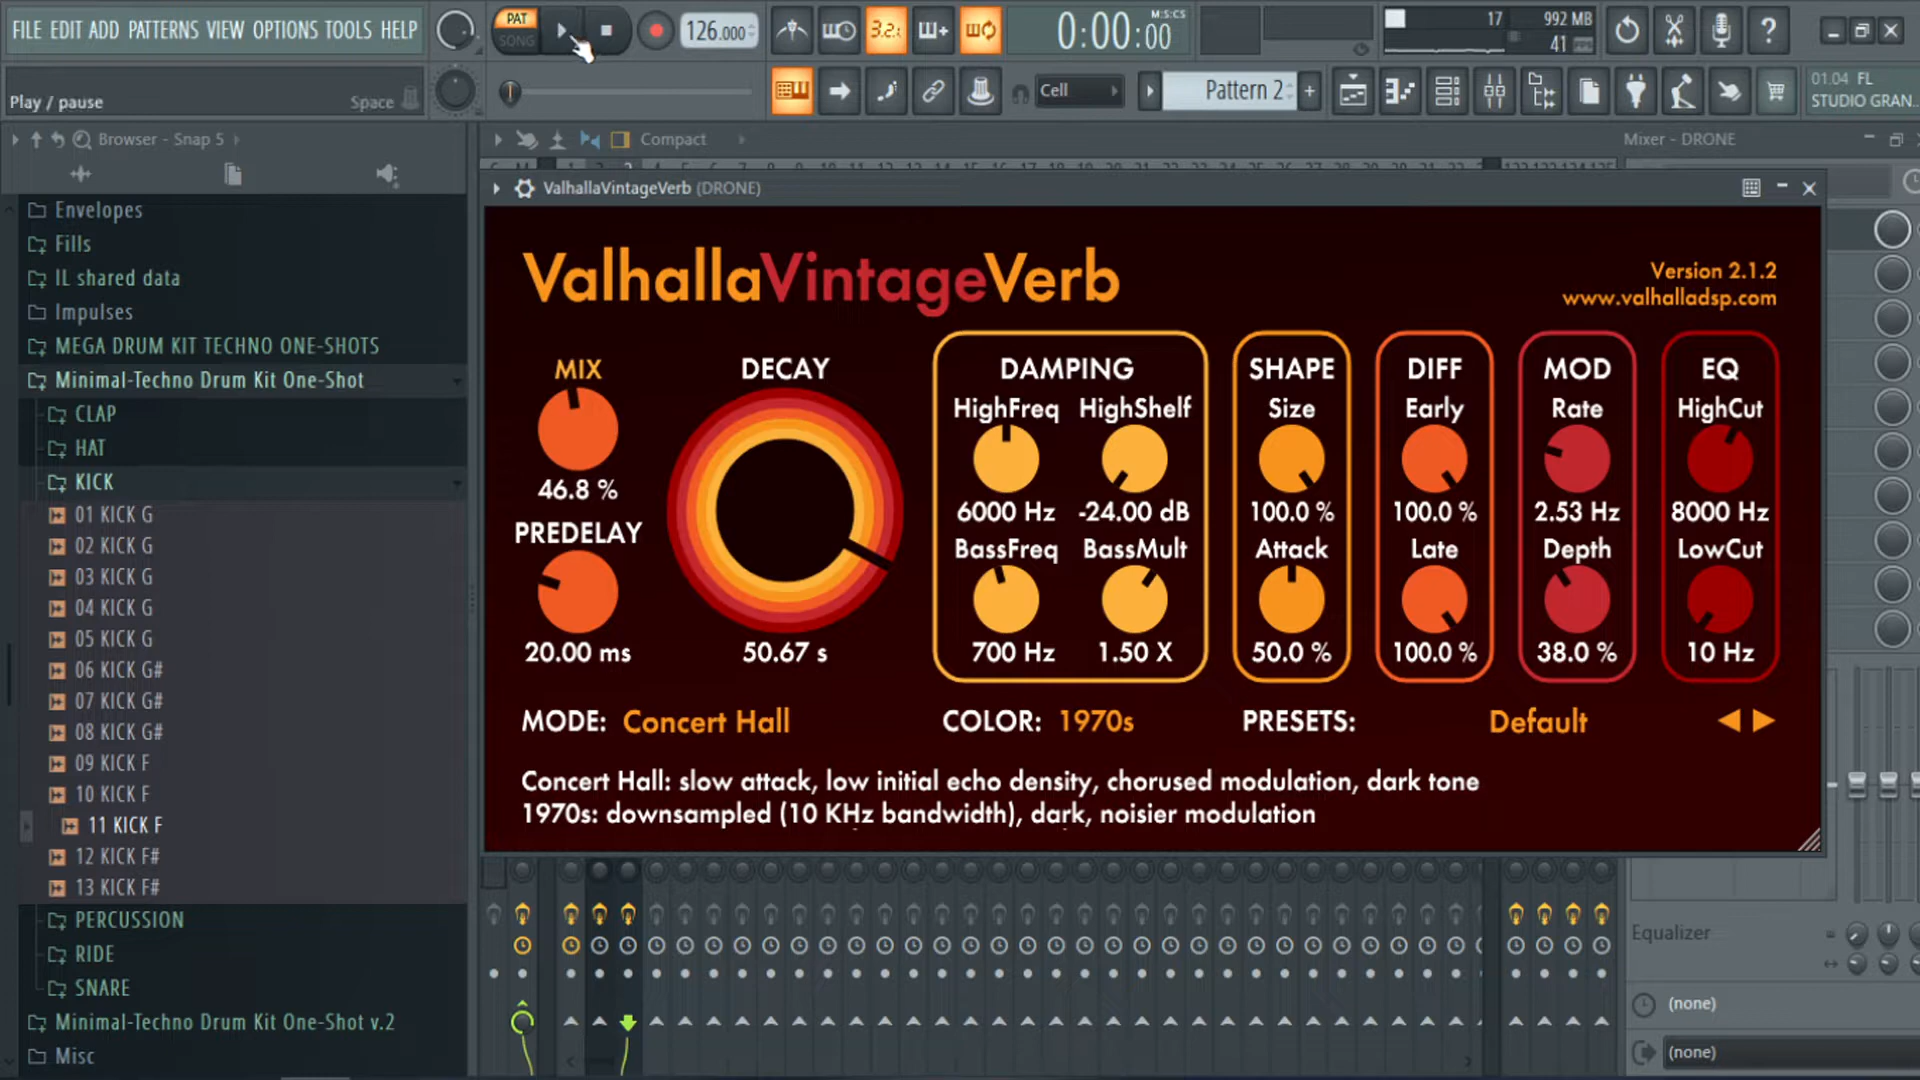 FILE EDIT ADD PATTERNS VIEW OPTIONS TOOLS HELP
PAT
SONG
126.000
3.2.
0:00:00
M:S:CS
17
992 MB
41
Play / pause
Space
Cell
Pattern 2
+
01.04 FL
STUDIO GRAN..
Browser - Snap 5
Compact
Mixer - DRONE
Envelopes
Fills
IL shared data
Impulses
MEGA DRUM KIT TECHNO ONE-SHOTS
Minimal-Techno Drum Kit One-Shot
CLAP
HAT
KICK
01 KICK G
02 KICK G
03 KICK G
04 KICK G
05 KICK G
06 KICK G#
07 KICK G#
08 KICK G#
09 KICK F
10 KICK F
11 KICK F
12 KICK F#
13 KICK F#
PERCUSSION
RIDE
SNARE
Minimal-Techno Drum Kit One-Shot v.2
Misc
ValhallaVintageVerb (DRONE)
ValhallaVintageVerb
Version 2.1.2
www.valhalladsp.com
MIX
46.8 %
PREDELAY
20.00 ms
DECAY
50.67 s
DAMPING
HighFreq HighShelf
6000 Hz -24.00 dB
BassFreq BassMult
700 Hz 1.50 X
SHAPE
Size
100.0 %
Attack
50.0 %
DIFF
Early
100.0 %
Late
100.0 %
MOD
Rate
2.53 Hz
Depth
38.0 %
EQ
HighCut
8000 Hz
LowCut
10 Hz
MODE: Concert Hall
COLOR: 1970s
PRESETS: Default
Concert Hall: slow attack, low initial echo density, chorused modulation, dark tone
1970s: downsampled (10 KHz bandwidth), dark, noisier modulation
Equalizer
(none)
(none)